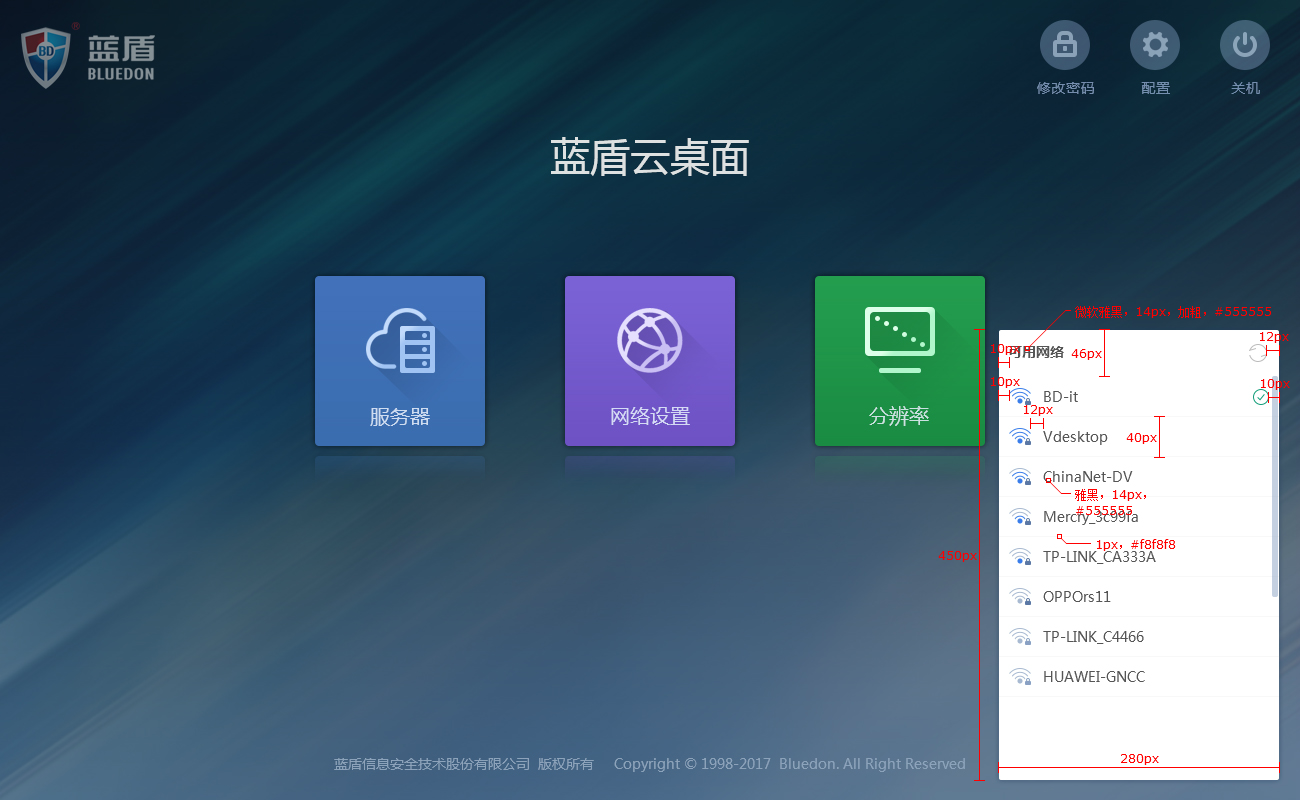 BD
®
蓝盾
BLUEDON
修改密码
配置
关机
蓝盾云桌面
服务器
网络设置
分辨率
微软雅黑，14px，加粗，#555555
12px
10px
可用网络
46px
10px
10px
BD-it
12px
Vdesktop
40px
ChinaNet-DV
雅黑，14px，
#555555
Mercry_3c99fa
1px，#f8f8f8
450px
TP-LINK_CA333A
OPPOrs11
TP-LINK_C4466
HUAWEI-GNCC
280px
蓝盾信息安全技术股份有限公司 版权所有 Copyright © 1998-2017 Bluedon. All Right Reserved